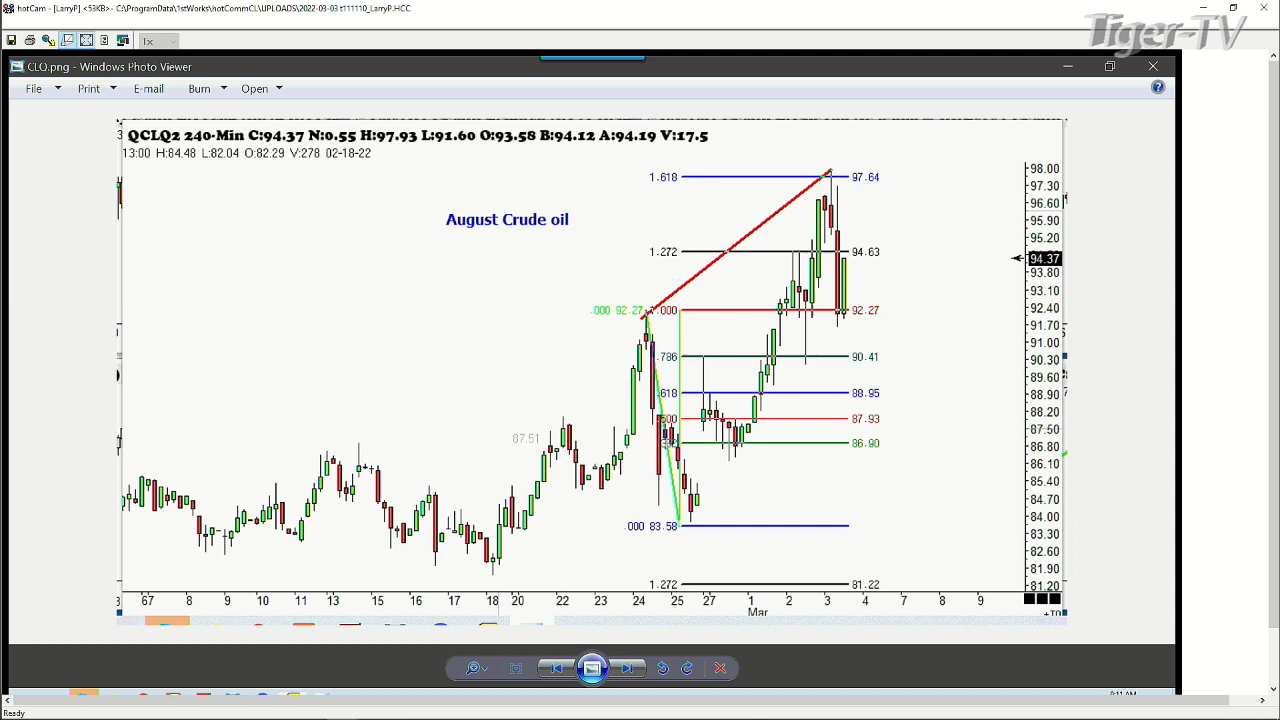 hotCam - [LarryP] <53KB> - C:\ProgramData\1stWorks\hotCommCL\UPLOADS\2022-03-03 t111110_LarryP.HCC
Tiger-TV
1x
CLQ.png - Windows Photo Viewer
File Print E-mail Burn Open
QCLQ2 240-Min C:94.37 N:0.55 H:97.93 L:91.60 O:93.58 B:94.12 A:94.19 V:17.5
13:00 H:84.48 L:82.04 O:82.29 V:278 02-18-22
98.00
1.618 97.64
97.30
96.60
August Crude oil
95.90
95.20
1.272 94.63
94.37
93.80
93.10
.000 92.27 1.000 92.27
92.40
91.70
91.00
.786 90.41
90.30
89.60
.618 88.95
88.90
88.20
.500 87.93
87.51
87.50
86.90
86.80
86.10
85.40
84.70
84.00
.000 83.58
83.30
82.60
81.90
1.272 81.22
81.20
67 8 9 10 11 13 15 16 17 18 20 22 23 24 25 27 1 2 3 4 7 8 9
Mar
Ready